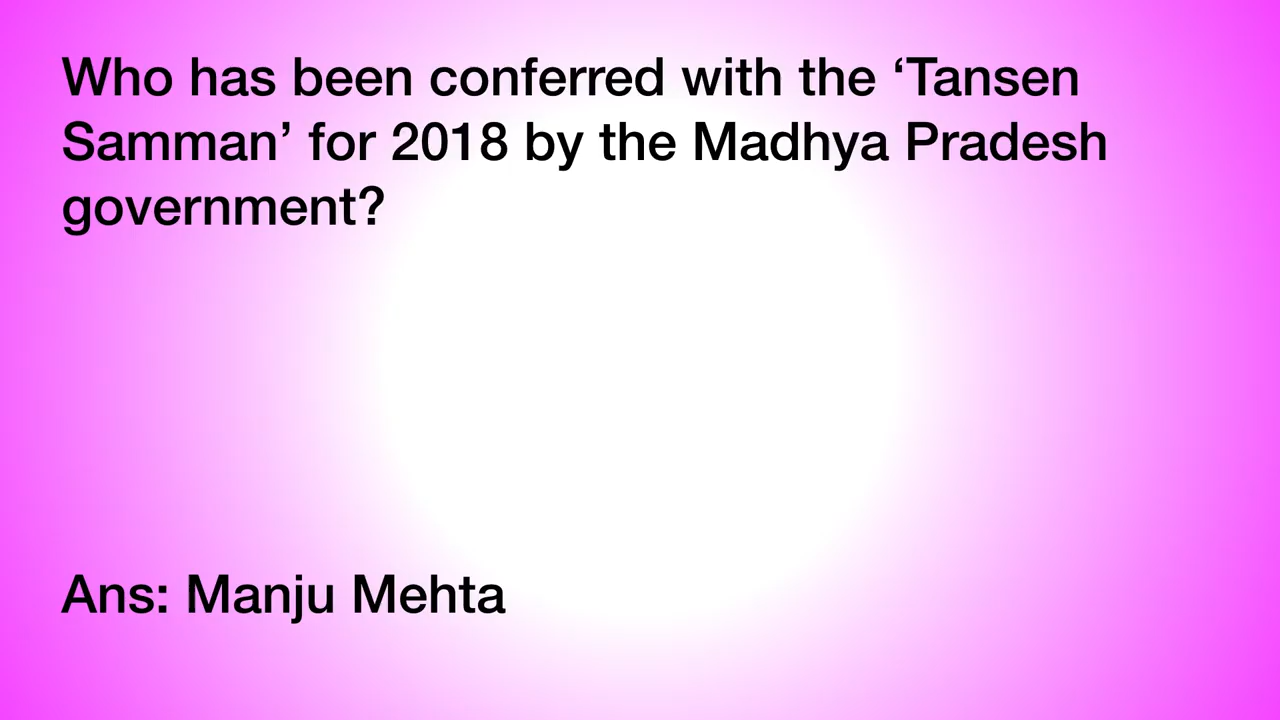 Who has been conferred with the ‘Tansen
Samman’ for 2018 by the Madhya Pradesh
government?
Ans: Manju Mehta